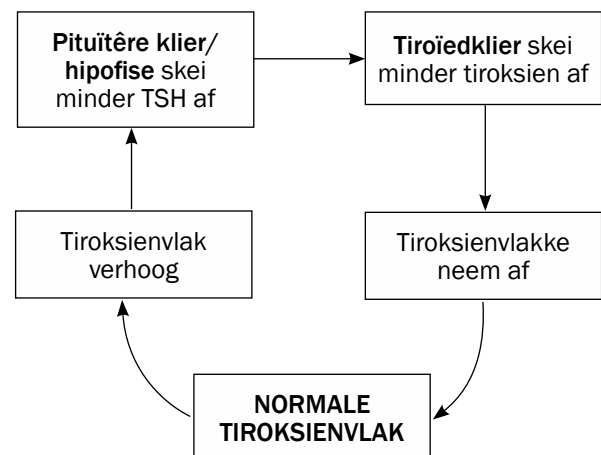 Pituïtêre klier/
hipofise skei
minder TSH af
Tiroïedklier skei
minder tiroksien af
Tiroksienvlak
verhoog
Tiroksienvlakke
neem af
NORMALE
TIROKSIENVLAK